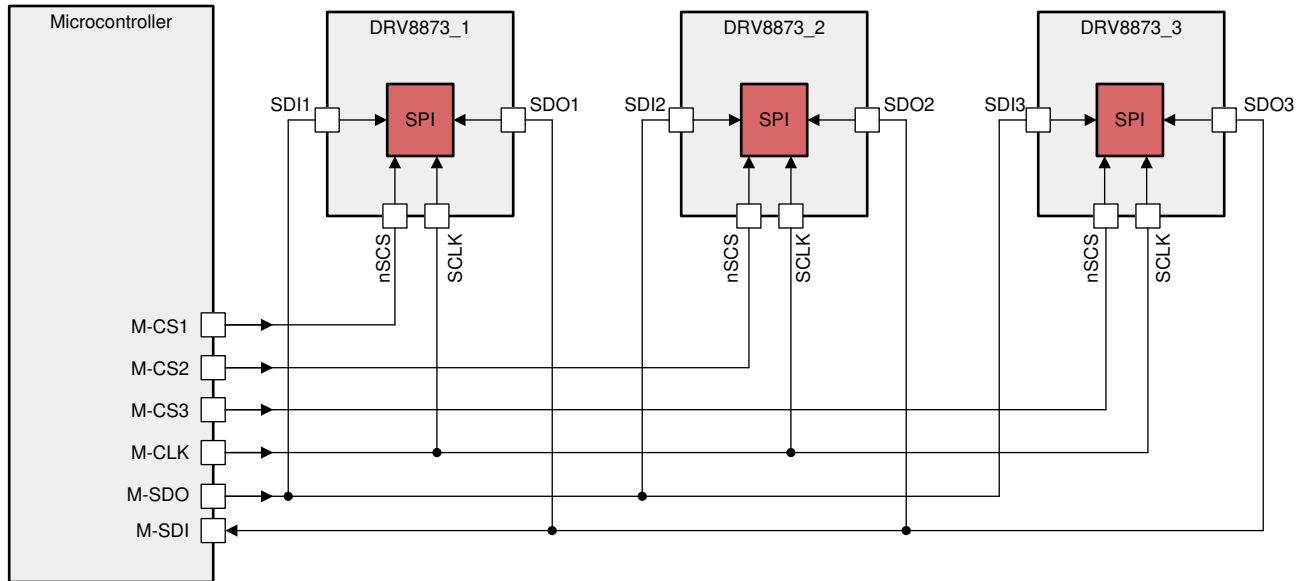 Microcontroller
DRV8873_1
DRV8873_2
DRV8873_3
SDI1
SPI
SDO1
SDI2
SPI
SDO2
SDI3
SPI
SDO3
nSCS
SCLK
nSCS
SCLK
nSCS
SCLK
M-CS1
M-CS2
M-CS3
M-CLK
M-SDO
M-SDI